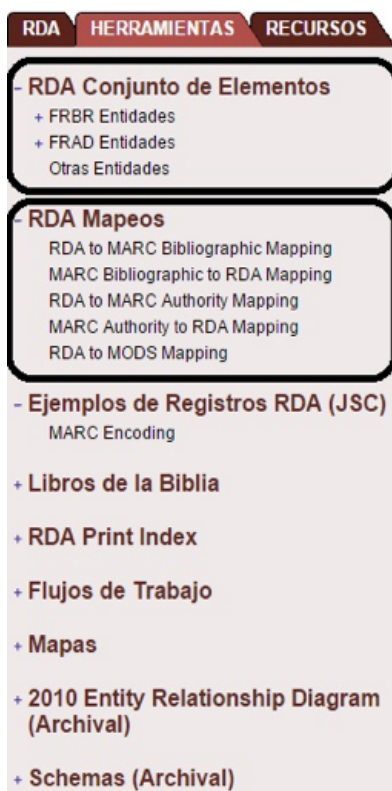 RDA HERRAMIENTAS RECURSOS
- RDA Conjunto de Elementos
+ FRBR Entidades
+ FRAD Entidades
Otras Entidades
- RDA Mapeos
RDA to MARC Bibliographic Mapping
MARC Bibliographic to RDA Mapping
RDA to MARC Authority Mapping
MARC Authority to RDA Mapping
RDA to MODS Mapping
- Ejemplos de Registros RDA (JSC)
MARC Encoding
+ Libros de la Biblia
+ RDA Print Index
+ Flujos de Trabajo
+ Mapas
+ 2010 Entity Relationship Diagram
(Archival)
+ Schemas (Archival)